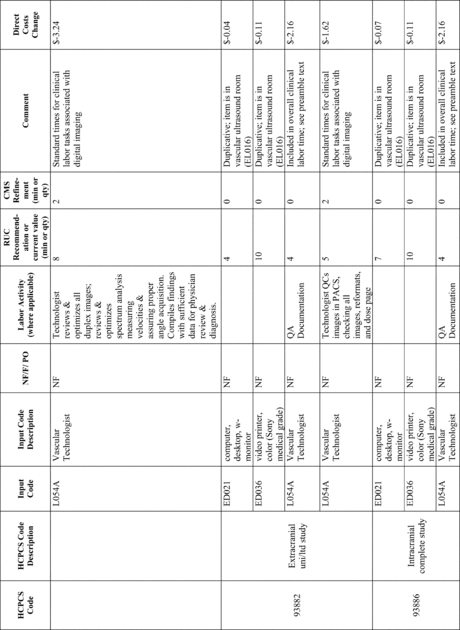 HCPCS
Code
HCPCS Code
Description
Input
Code
Input Code
Description
NF/F/ PO
Labor Activity
(where applicable)
RUC
Recommend-
ation or
current value
(min or qty)
CMS
Refine-
ment
(min or
qty)
Comment
Direct
Costs
Change
L054A
Vascular
Technologist
NF
Technologist
reviews &
optimizes all
duplex images;
reviews &
optimizes
spectrum analysis
measuring
velocities &
assuring proper
angle acquisition.
Compiles findings
with sufficient
data for physician
review &
diagnosis.
8
2
Standard times for clinical
labor tasks associated with
digital imaging
$-3.24
93882
Extracranial
uni/ltd study
ED021
computer,
desktop, w-
monitor
NF
4
0
Duplicative; item is in
vascular ultrasound room
(EL016)
$-0.04
ED036
video printer,
color (Sony
medical grade)
NF
10
0
Duplicative; item is in
vascular ultrasound room
(EL016)
$-0.11
L054A
Vascular
Technologist
NF
QA
Documentation
4
0
Included in overall clinical
labor time; see preamble text
$-2.16
L054A
Vascular
Technologist
NF
Technologist QCs
images in PACS,
checking all
images, reformats,
and dose page
5
2
Standard times for clinical
labor tasks associated with
digital imaging
$-1.62
93886
Intracranial
complete study
ED021
computer,
desktop, w-
monitor
NF
7
0
Duplicative; item is in
vascular ultrasound room
(EL016)
$-0.07
ED036
video printer,
color (Sony
medical grade)
NF
10
0
Duplicative; item is in
vascular ultrasound room
(EL016)
$-0.11
L054A
Vascular
Technologist
NF
QA
Documentation
4
0
Included in overall clinical
labor time; see preamble text
$-2.16